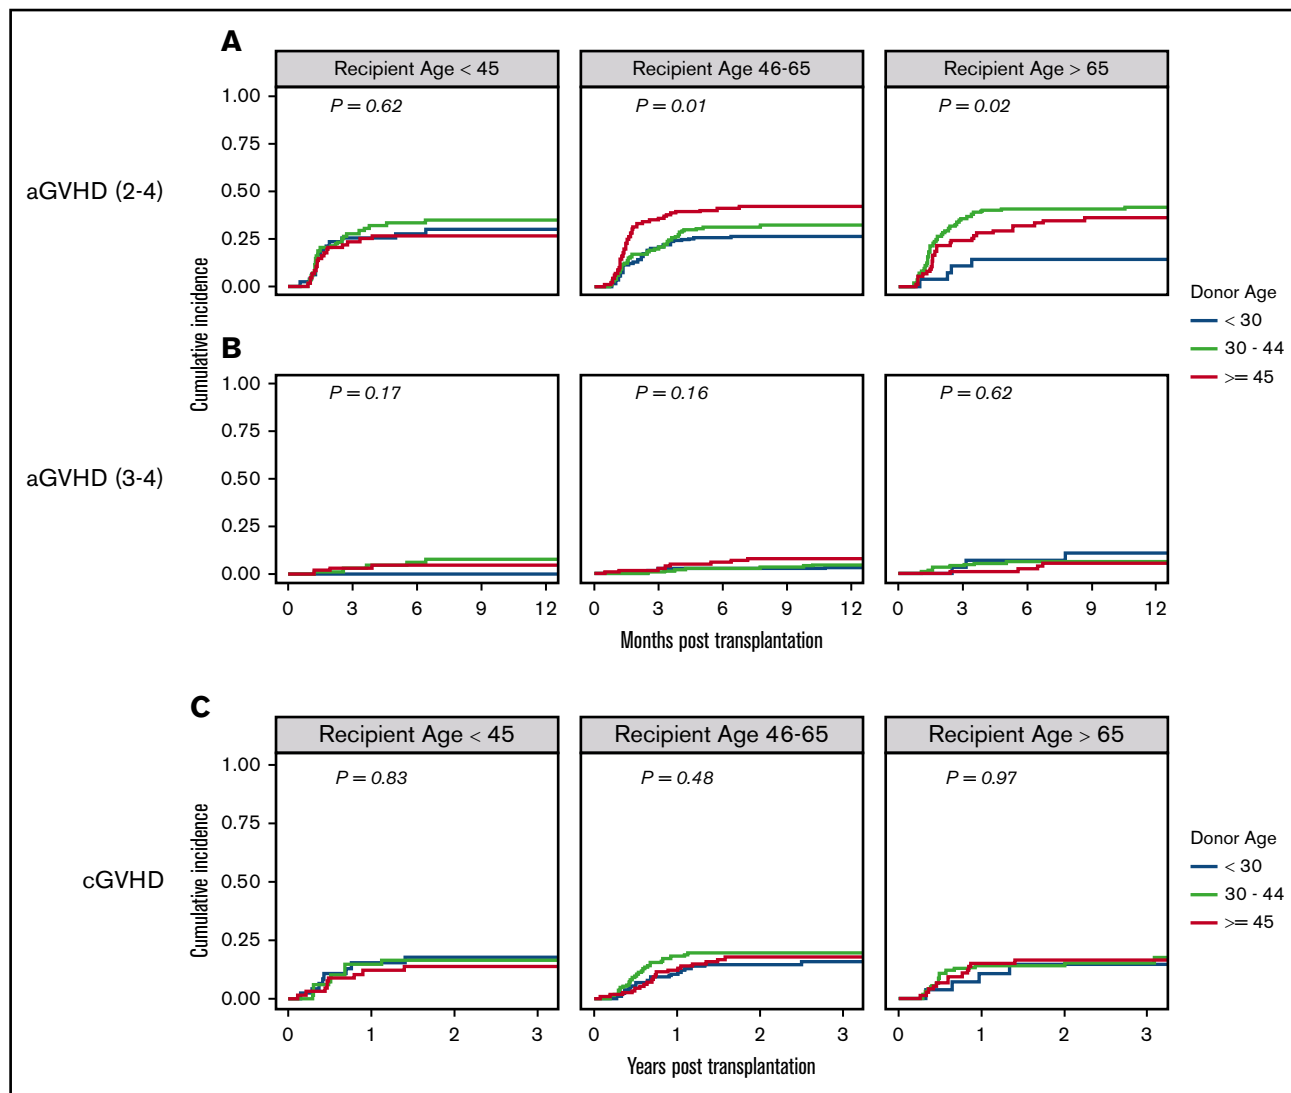 A
Recipient Age < 45
Recipient Age 46-65
Recipient Age > 65
aGVHD (2-4)
Cumulative incidence
1.00
0.75
0.50
0.25
0.00
P = 0.62
P = 0.01
P = 0.02
Donor Age
< 30
30 - 44
>= 45
B
aGVHD (3-4)
1.00
0.75
0.50
0.25
0.00
P = 0.17
P = 0.16
P = 0.62
0 3 6 9 12
0 3 6 9 12
0 3 6 9 12
Months post transplantation
C
Recipient Age < 45
Recipient Age 46-65
Recipient Age > 65
cGVHD
Cumulative incidence
1.00
0.75
0.50
0.25
0.00
P = 0.83
P = 0.48
P = 0.97
Donor Age
< 30
30 - 44
>= 45
0 1 2 3
0 1 2 3
0 1 2 3
Years post transplantation